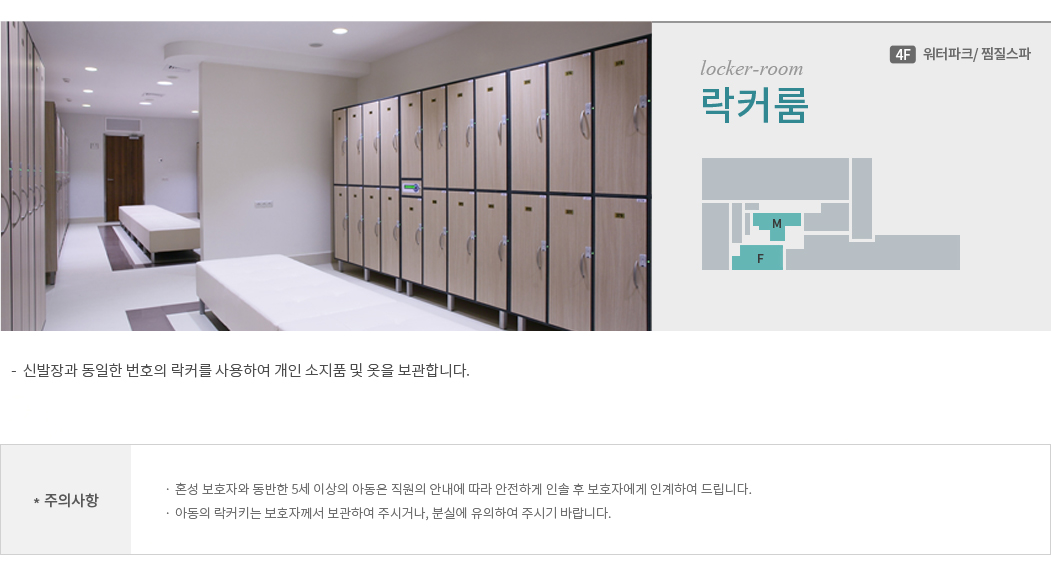 4F 워터파크/ 찜질스파
locker-room
락커룸
M
F
- 신발장과 동일한 번호의 락커를 사용하여 개인 소지품 및 옷을 보관합니다.
* 주의사항
· 혼성 보호자와 동반한 5세 이상의 아동은 직원의 안내에 따라 안전하게 인솔 후 보호자에게 인계하여 드립니다.
· 아동의 락커키는 보호자께서 보관하여 주시거나, 분실에 유의하여 주시기 바랍니다.